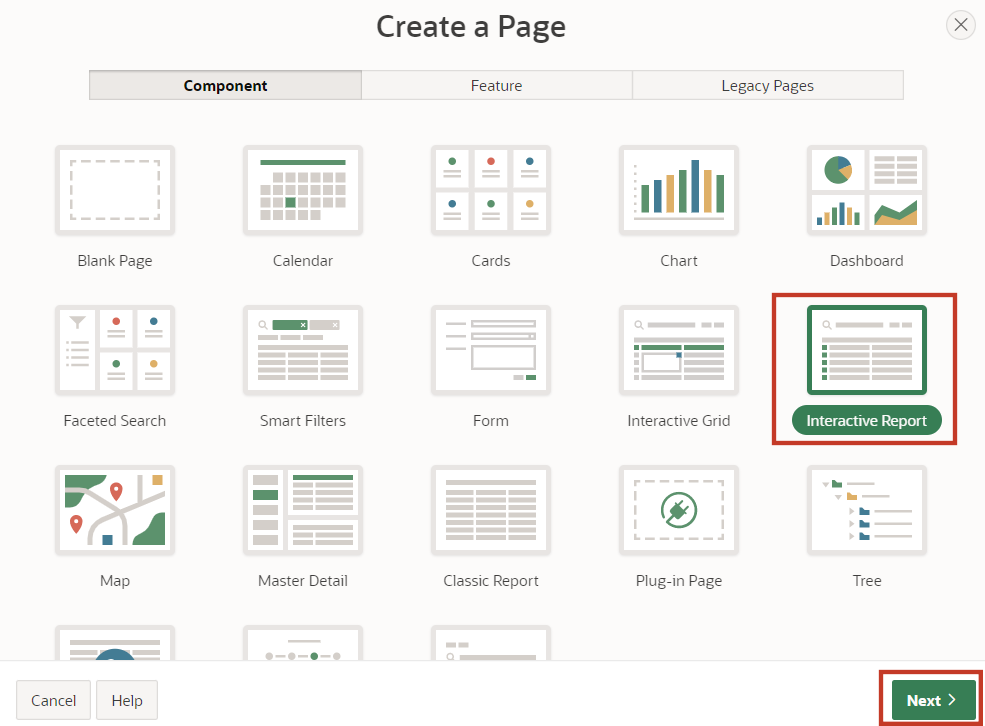 Create a Page
Component Feature Legacy Pages
Blank Page Calendar Cards Chart Dashboard
Faceted Search Smart Filters Form Interactive Grid Interactive Report
Map Master Detail Classic Report Plug-in Page Tree
Cancel Help Next